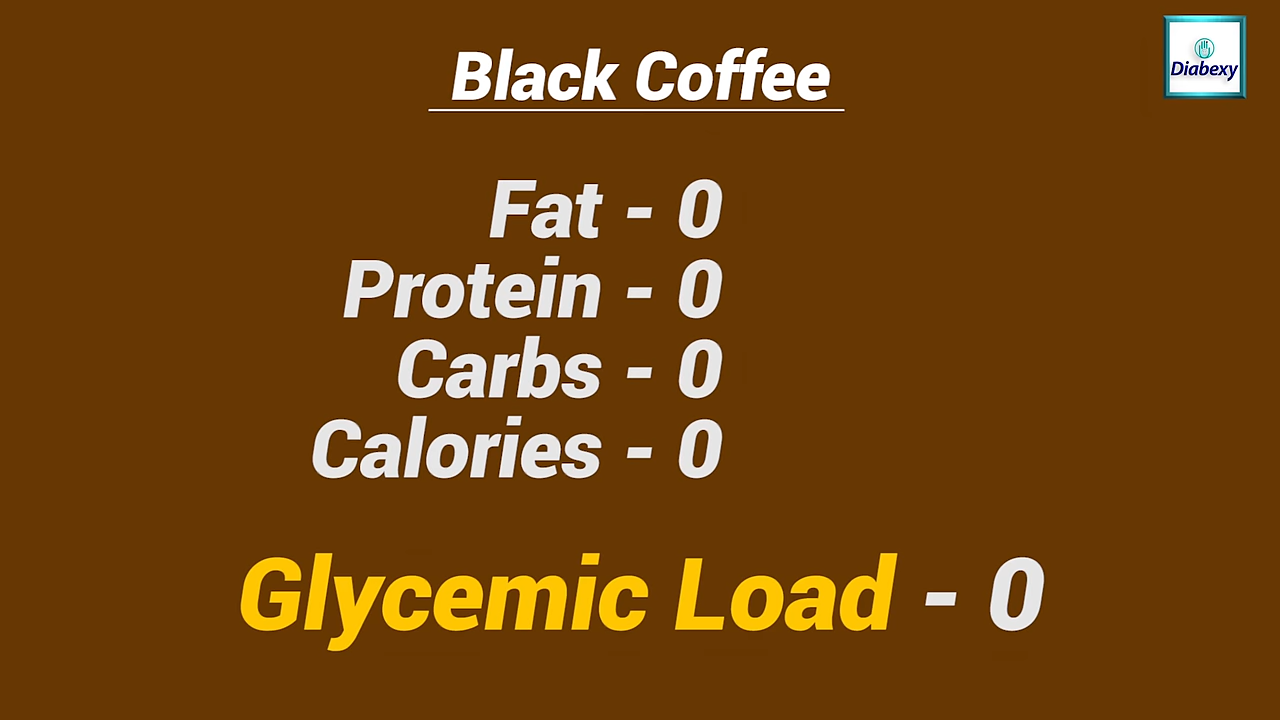 Black Coffee
Diabexy
Fat - 0
Protein - 0
Carbs - 0
Calories - 0
Glycemic Load - 0